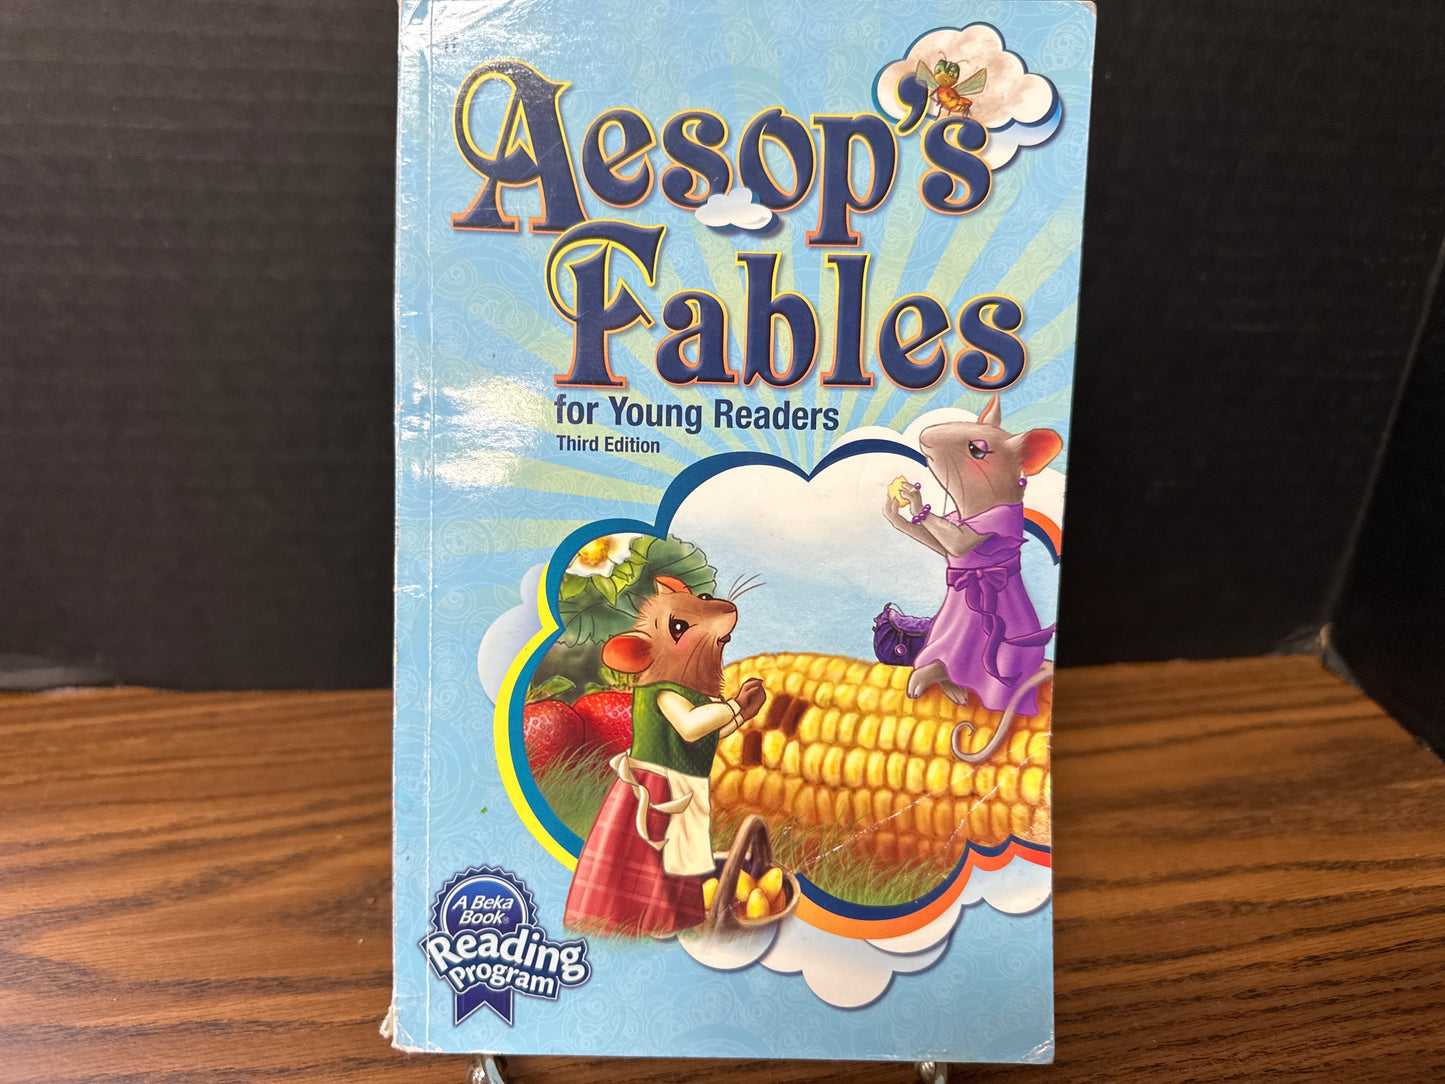 Aesop's
Fables
for Young Readers
Third Edition
A Beka
Book®
Reading
Program